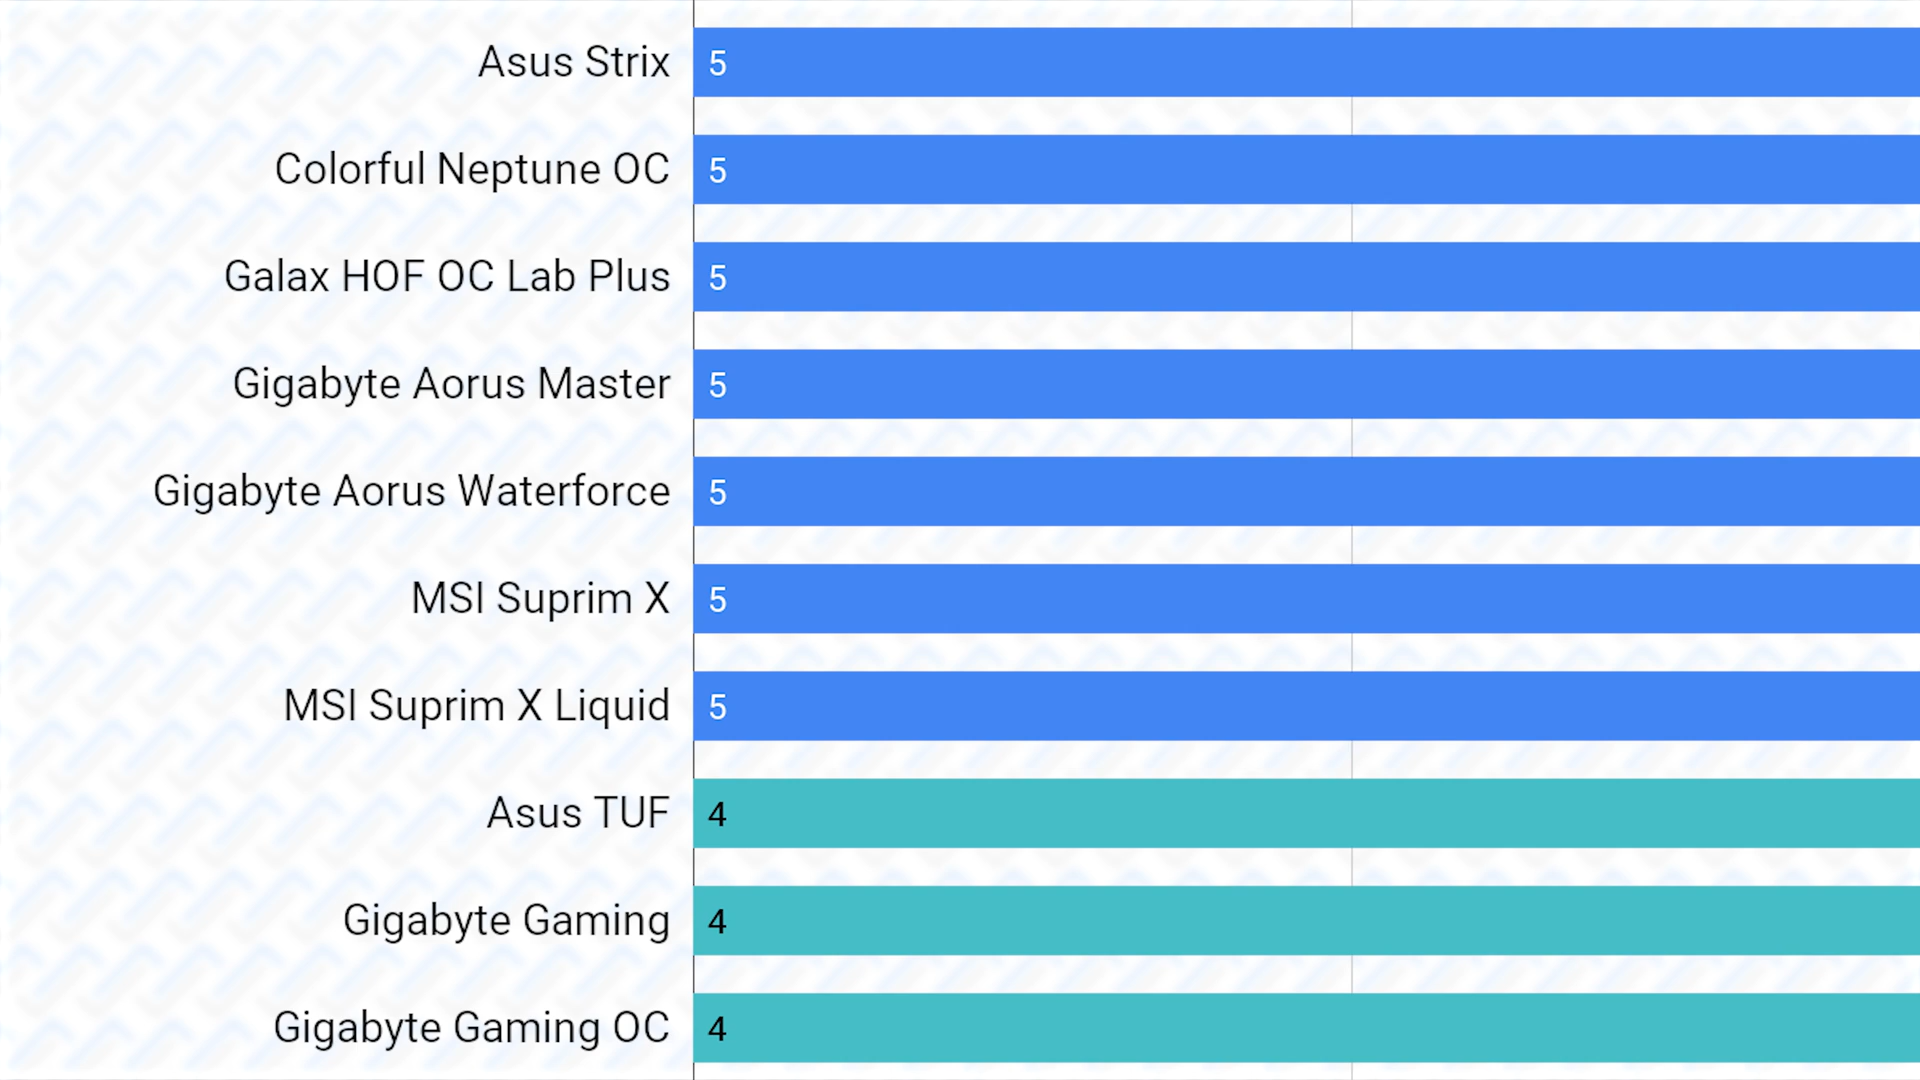 Asus Strix 5
Colorful Neptune OC 5
Galax HOF OC Lab Plus 5
Gigabyte Aorus Master 5
Gigabyte Aorus Waterforce 5
MSI Suprim X 5
MSI Suprim X Liquid 5
Asus TUF 4
Gigabyte Gaming 4
Gigabyte Gaming OC 4